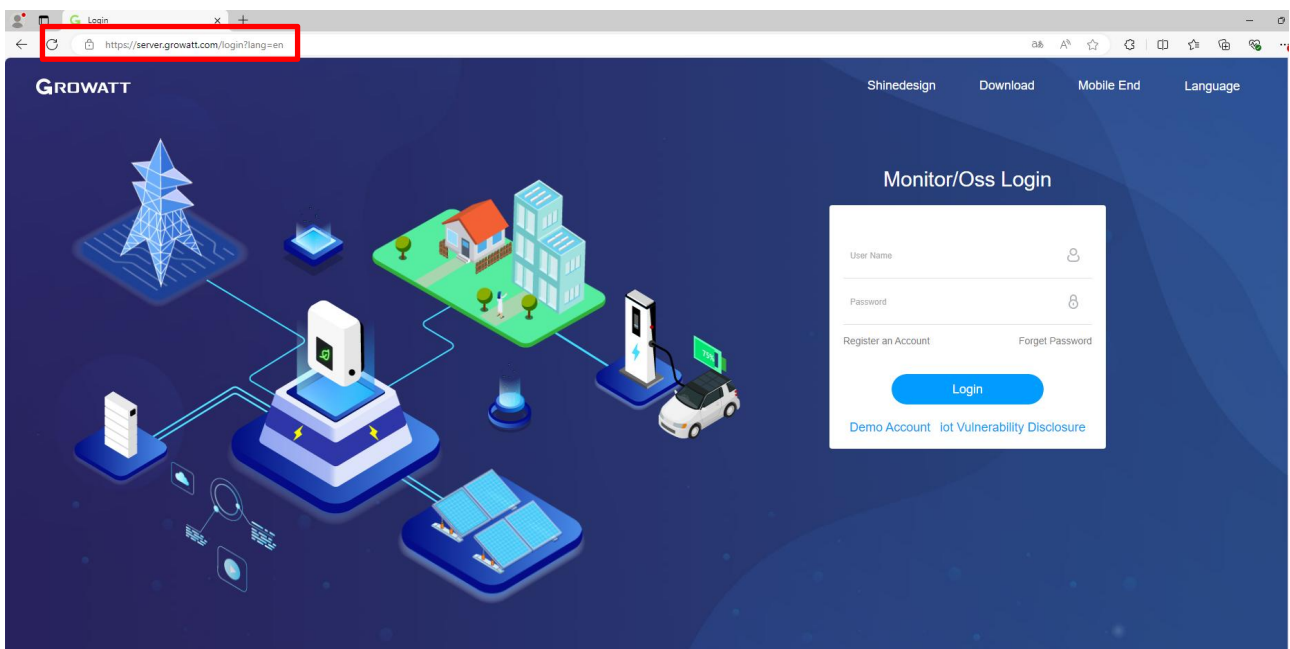 Login
https://server.growatt.com/login?lang=en
GROWATT
Shinedesign Download Mobile End Language
Monitor/Oss Login
User Name
Password
Register an Account Forget Password
Login
Demo Account iot Vulnerability Disclosure
75%